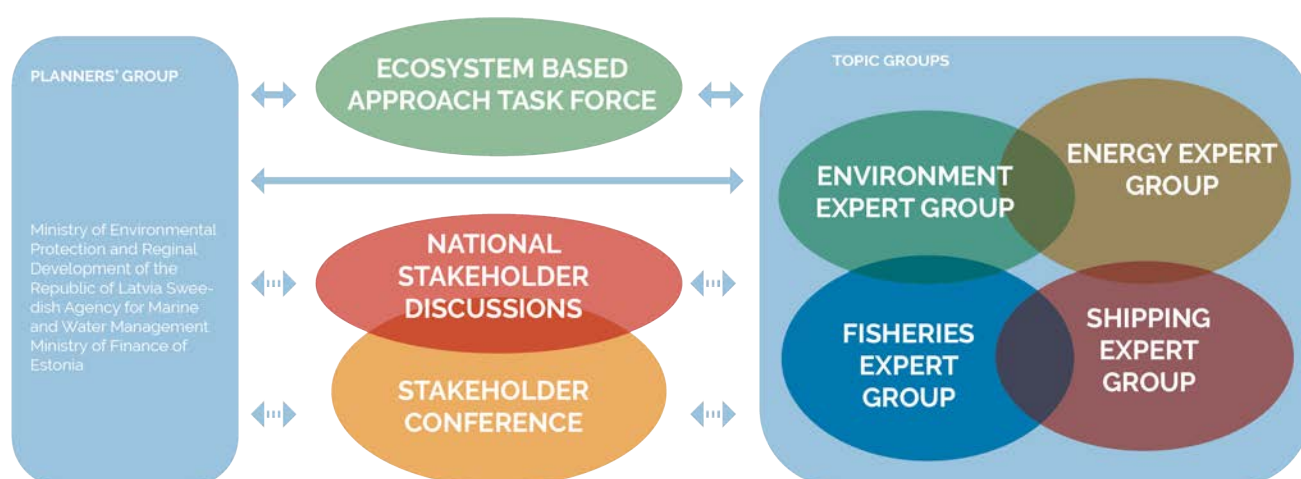 PLANNERS' GROUP
Ministry of Environmental
Protection and Reginal
Development of the
Republic of Latvia Swee-
dish Agency for Marine
and Water Management
Ministry of Finance of
Estonia
ECOSYSTEM BASED
APPROACH TASK FORCE
NATIONAL
STAKEHOLDER
DISCUSSIONS
STAKEHOLDER
CONFERENCE
TOPIC GROUPS
ENVIRONMENT
EXPERT GROUP
ENERGY EXPERT
GROUP
FISHERIES
EXPERT
GROUP
SHIPPING
EXPERT
GROUP